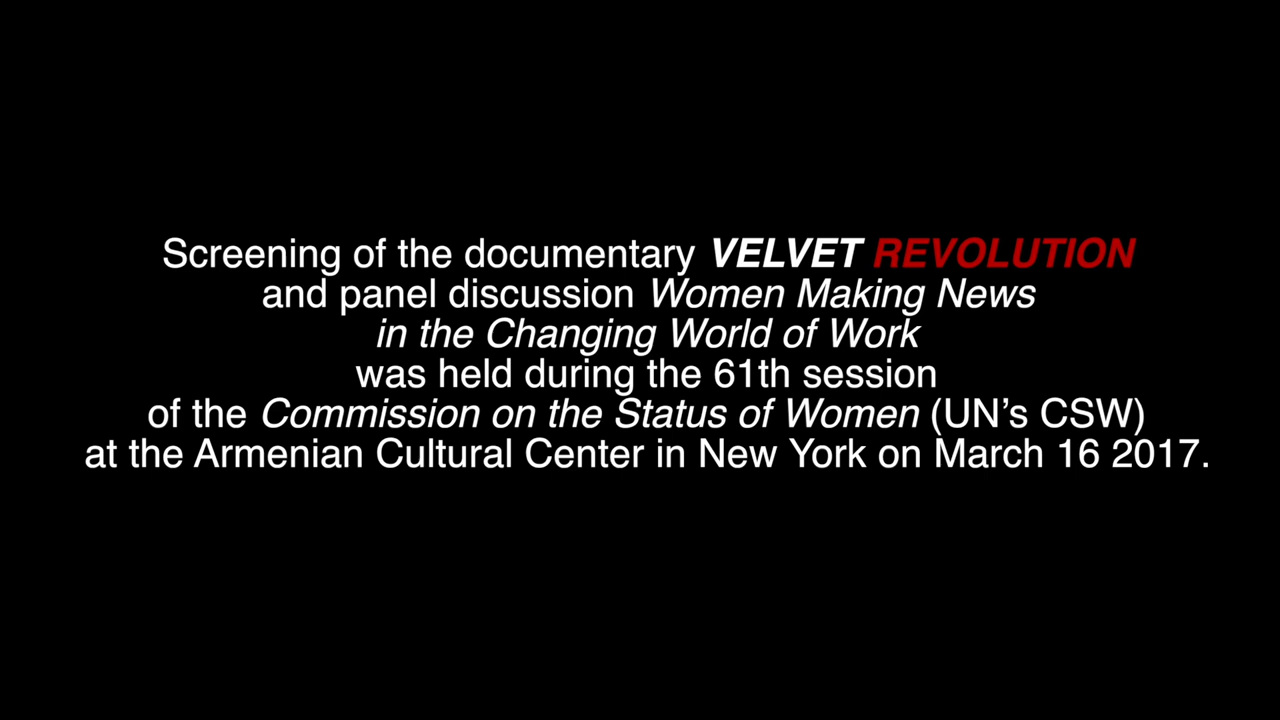 Screening of the documentary VELVET REVOLUTION
and panel discussion Women Making News
in the Changing World of Work
was held during the 61th session
of the Commission on the Status of Women (UN’s CSW)
at the Armenian Cultural Center in New York on March 16 2017.